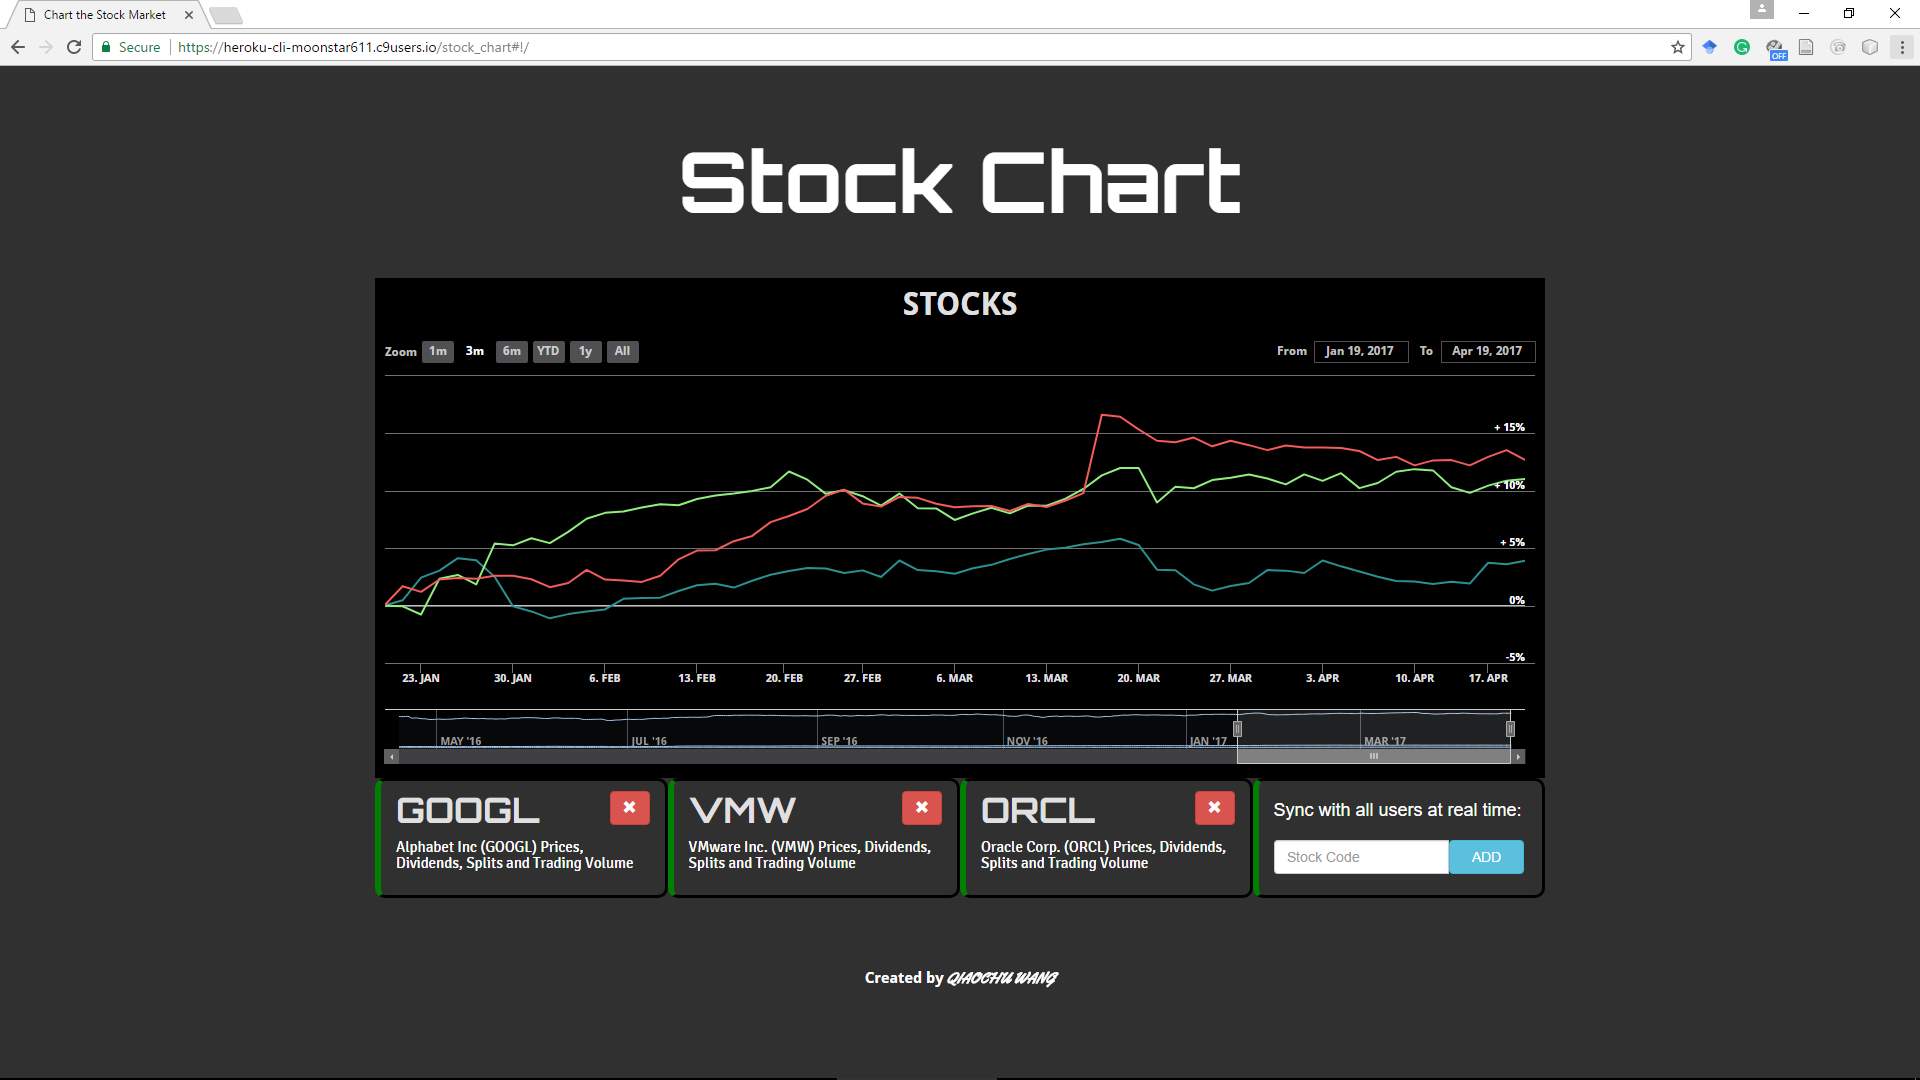 Chart the Stock Market
Secure https://heroku-cli-moonstar611.c9users.io/stock_chart#!/
OFF
Stock Chart
STOCKS
Zoom 1m 3m 6m YTD 1y All From Jan 19, 2017 To Apr 19, 2017
+ 15%
+ 10%
+ 5%
0%
-5%
23. JAN 30. JAN 6. FEB 13. FEB 20. FEB 27. FEB 6. MAR 13. MAR 20. MAR 27. MAR 3. APR 10. APR 17. APR
MAY '16 JUL '16 SEP '16 NOV '16 JAN '17 MAR '17
GOOGL
Alphabet Inc (GOOGL) Prices,
Dividends, Splits and Trading Volume
VMW
VMware Inc. (VMW) Prices, Dividends,
Splits and Trading Volume
ORCL
Oracle Corp. (ORCL) Prices, Dividends,
Splits and Trading Volume
Sync with all users at real time:
Stock Code ADD
Created by QIAOCHU WANG